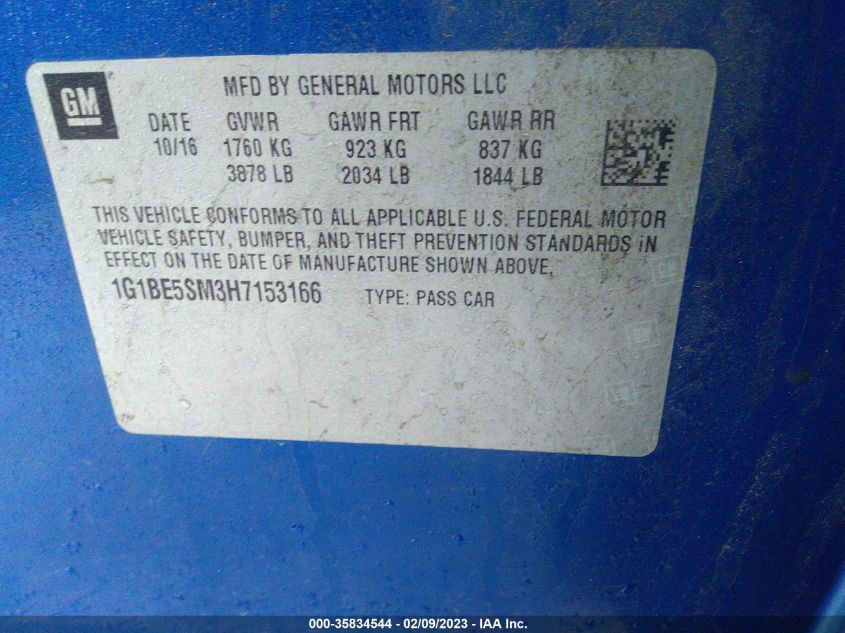 GM
MFD BY GENERAL MOTORS LLC
DATE GVWR GAWR FRT GAWR RR
10/16 1760 KG 923 KG 837 KG
3878 LB 2034 LB 1844 LB
THIS VEHICLE CONFORMS TO ALL APPLICABLE U.S. FEDERAL MOTOR
VEHICLE SAFETY, BUMPER, AND THEFT PREVENTION STANDARDS IN
EFFECT ON THE DATE OF MANUFACTURE SHOWN ABOVE.
1G1BE5SM3H7153166 TYPE: PASS CAR
000-35834544 - 02/09/2023 - IAA Inc.